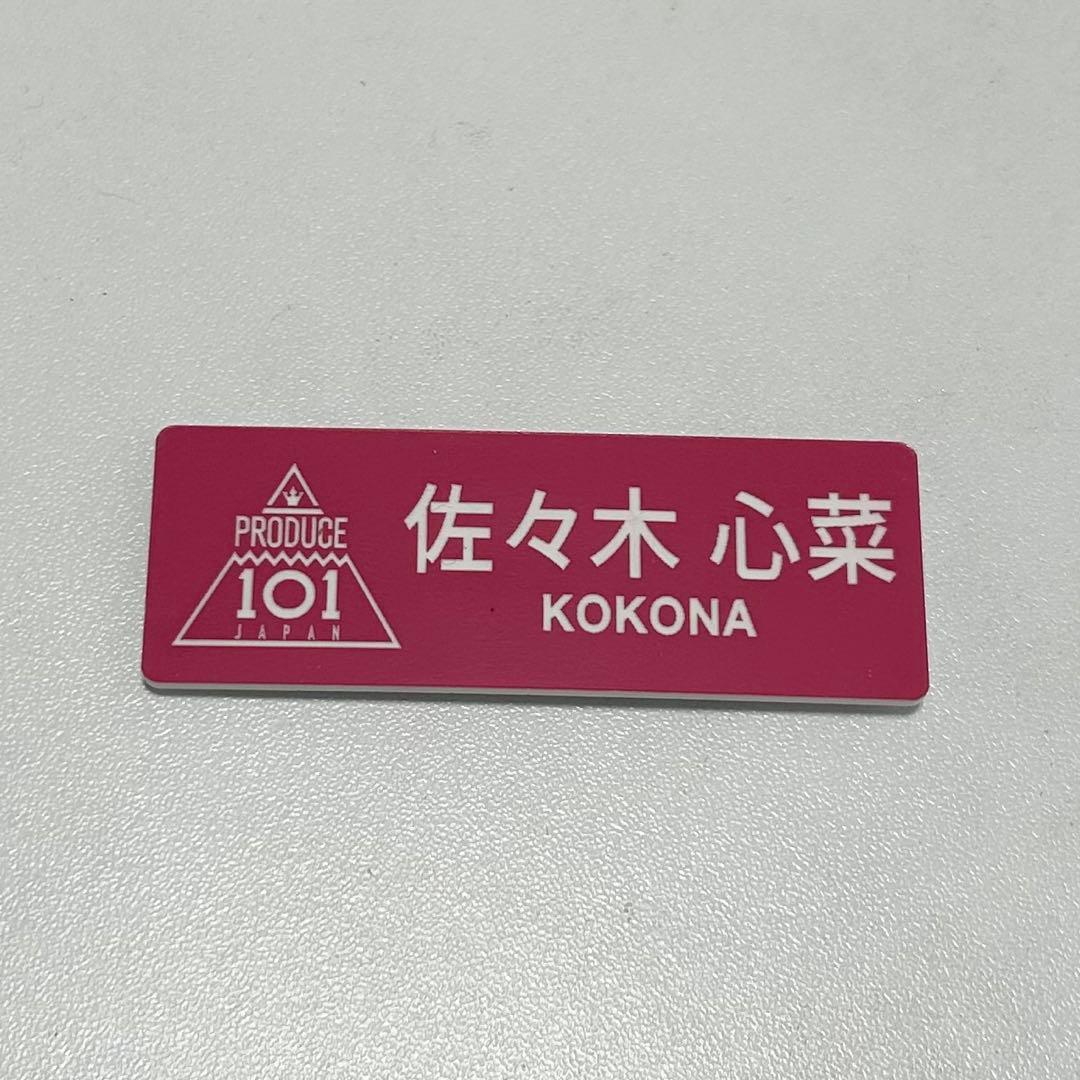 PRODUCE
101
JAPAN
佐々木 心菜
KOKONA